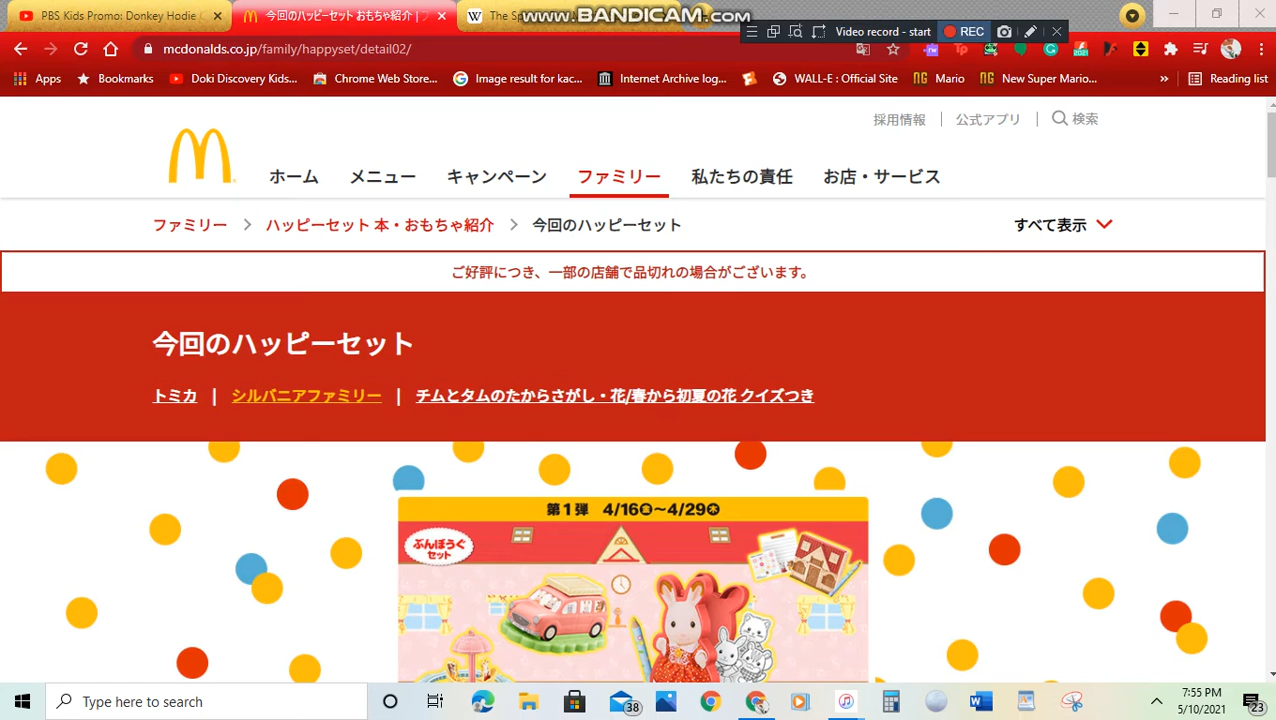 PBS Kids Promo: Donkey Hodie
今回のハッピーセット おもちゃ紹介 |
W The Sp
www.BANDICAM.com
Video record - start
REC
mcdonalds.co.jp/family/happyset/detail02/
Apps
Bookmarks
Doki Discovery Kids...
Chrome Web Store...
Image result for kac...
Internet Archive log...
WALL-E : Official Site
NG Mario
NG New Super Mario...
»
Reading list
採用情報 | 公式アプリ | 検索
ホーム メニュー キャンペーン ファミリー 私たちの責任 お店・サービス
ファミリー > ハッピーセット 本・おもちゃ紹介 > 今回のハッピーセット
すべて表示
ご好評につき、一部の店舗で品切れの場合がございます。
今回のハッピーセット
トミカ | シルバニアファミリー | チムとタムのたからさがし・花/春から初夏の花 クイズつき
第1弾 4/16金〜4/29木
ぶんぼうぐ
セット
Type here to search
38
7:55 PM
5/10/2021
23